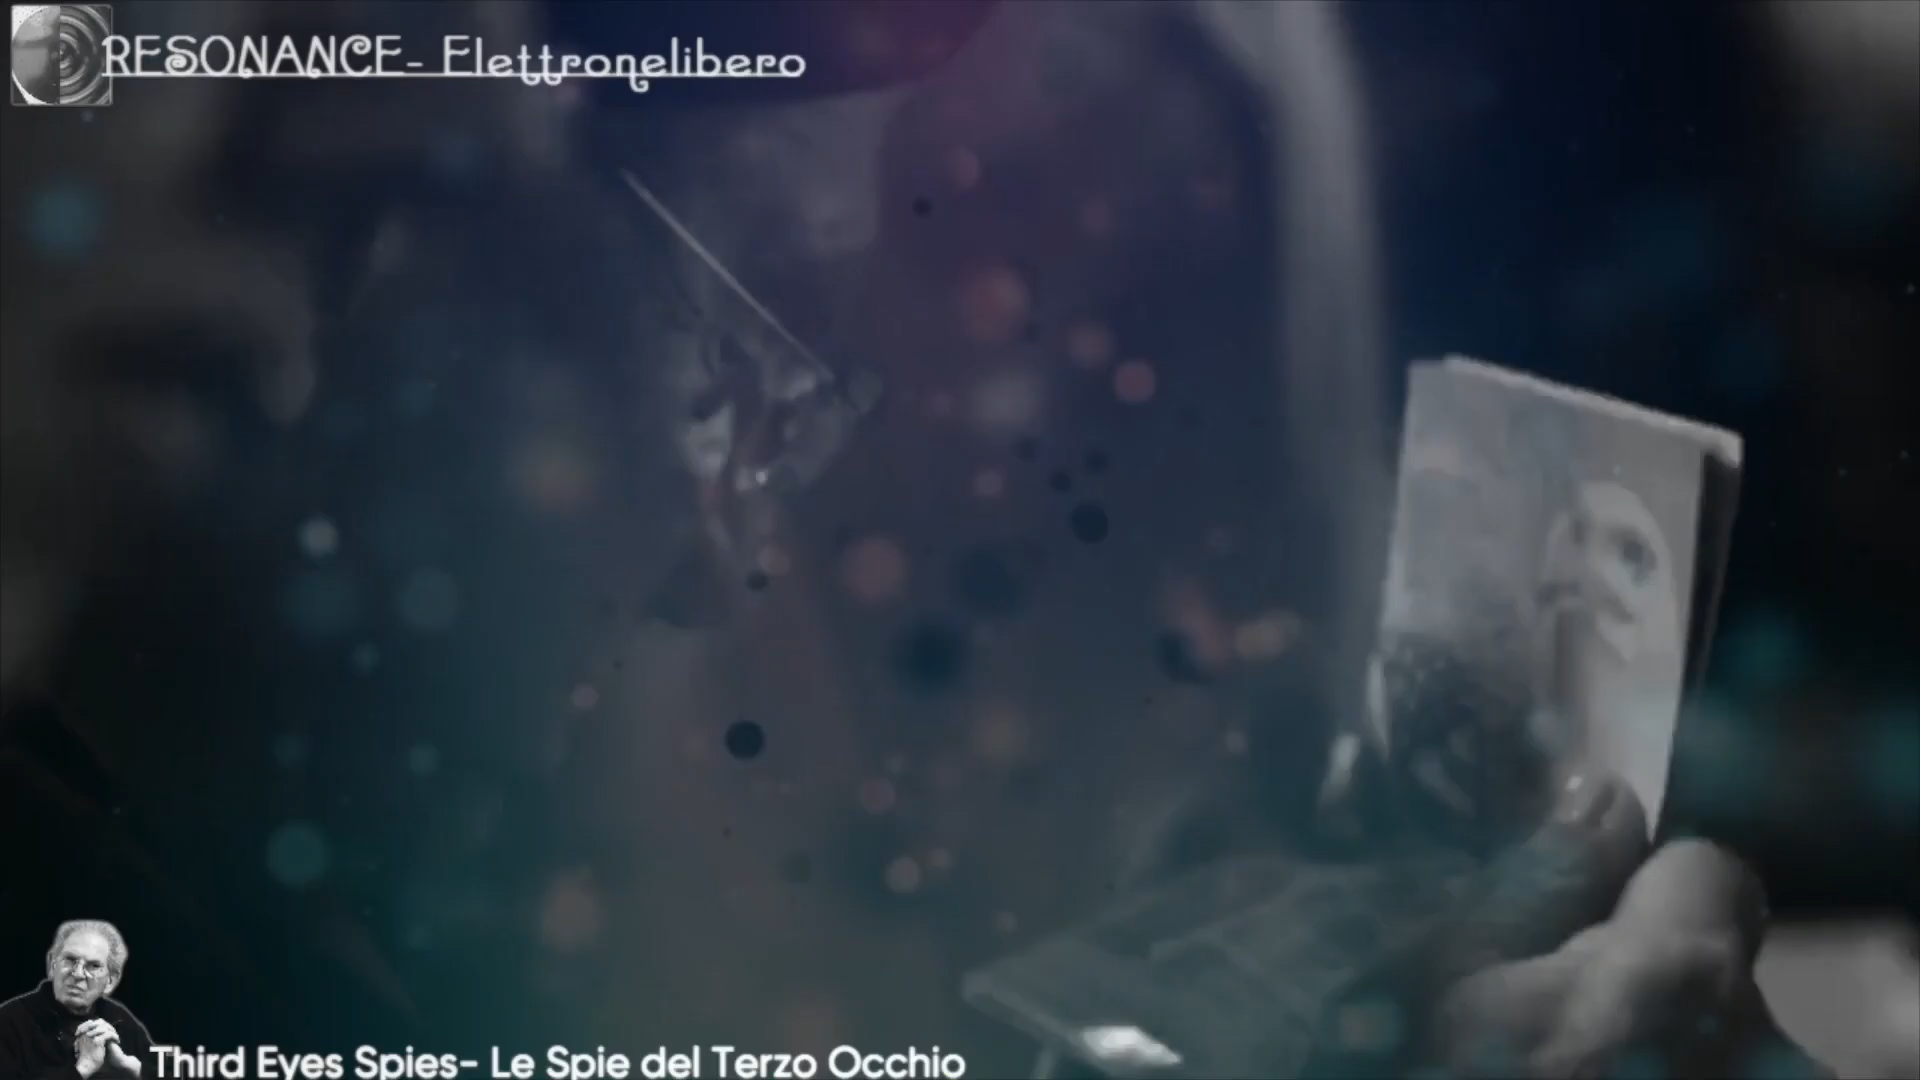 RESONANCE- Elettronelibero
Third Eyes Spies- Le Spie del Terzo Occhio